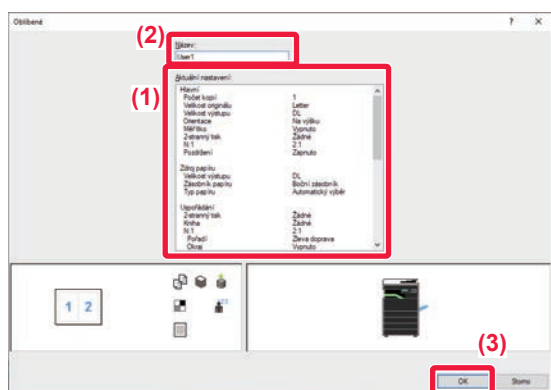 Oblíbené ? ×
(2)
Název:
User1
(1)
Aktuální nastavení:
Hlavní
Počet kopií 1
Velikost originálu Letter
Velikost výstupu DL
Orientace Na výšku
Měřítko Vypnuto
2-stranný tisk Žádné
N:1 2:1
Pozdržení Zapnuto
Zdroj papíru
Velikost výstupu DL
Zásobník papíru Boční zásobník
Typ papíru Automatický výběr
Uspořádání
2-stranný tisk Žádné
Kniha Žádné
N:1 2:1
Pořadí Zleva doprava
Okraj Vypnuto
1 2
(3)
OK Storno